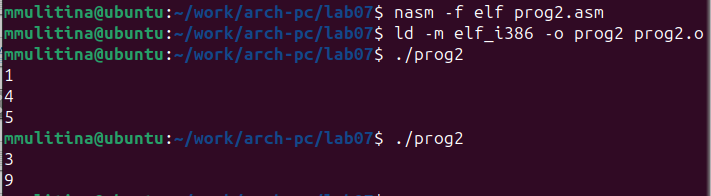 mmulitina@ubuntu:~/work/arch-pc/lab07$ nasm -f elf prog2.asm
mmulitina@ubuntu:~/work/arch-pc/lab07$ ld -m elf_i386 -o prog2 prog2.o
mmulitina@ubuntu:~/work/arch-pc/lab07$ ./prog2
1
4
5
mmulitina@ubuntu:~/work/arch-pc/lab07$ ./prog2
3
9